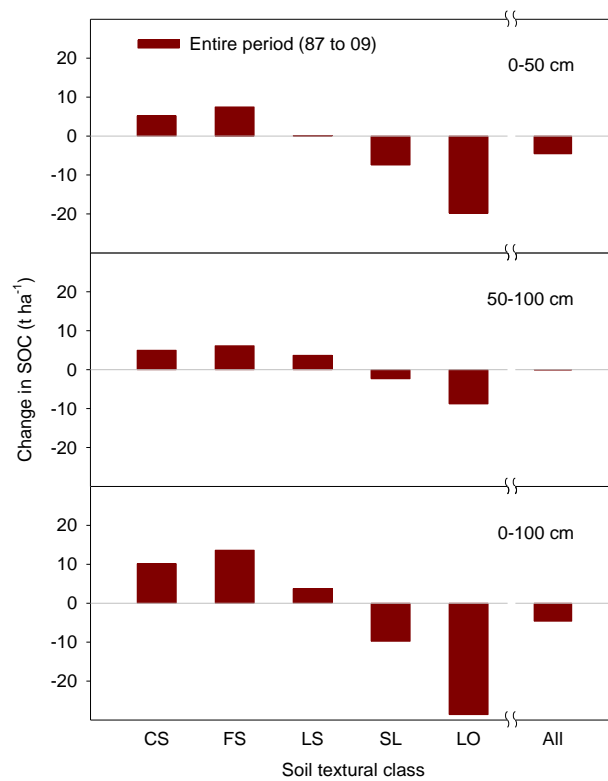 Entire period (87 to 09)
0-50 cm
20
10
0
-10
-20
50-100 cm
20
10
0
-10
-20
0-100 cm
20
10
0
-10
-20
Change in SOC (t ha⁻¹)
CS FS LS SL LO All
Soil textural class